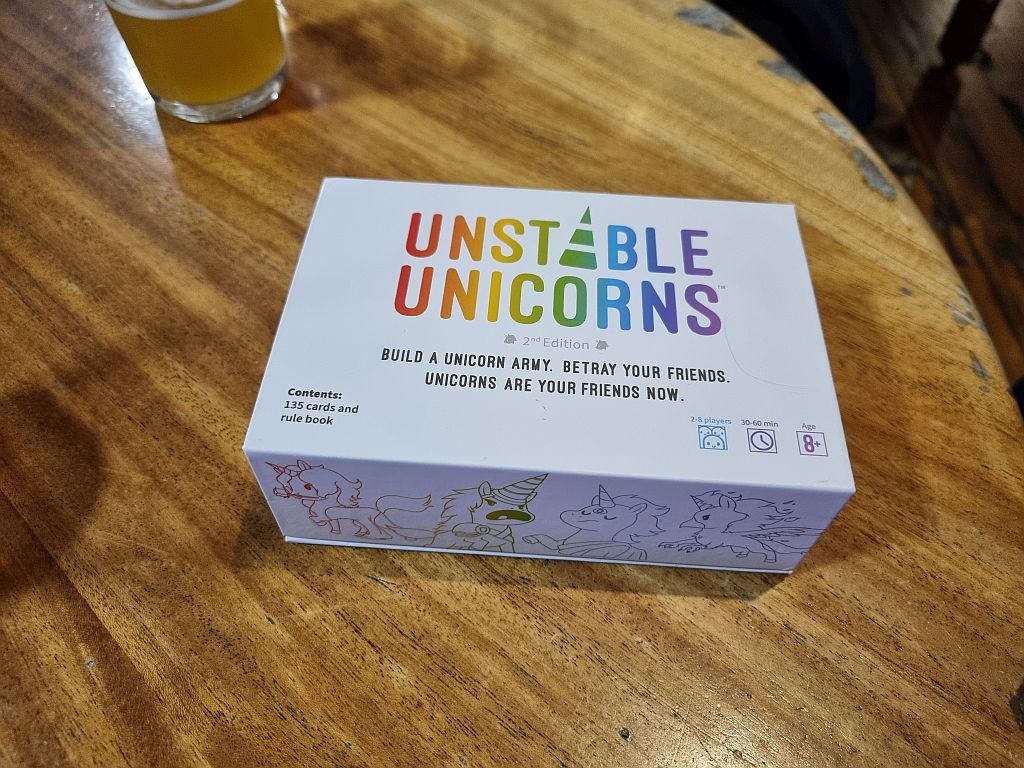 UNSTABLE
UNICORNS™
2nd Edition
BUILD A UNICORN ARMY. BETRAY YOUR FRIENDS.
UNICORNS ARE YOUR FRIENDS NOW.
Contents:
135 cards and
rule book
2-8 players
30-60 min
Age
8+